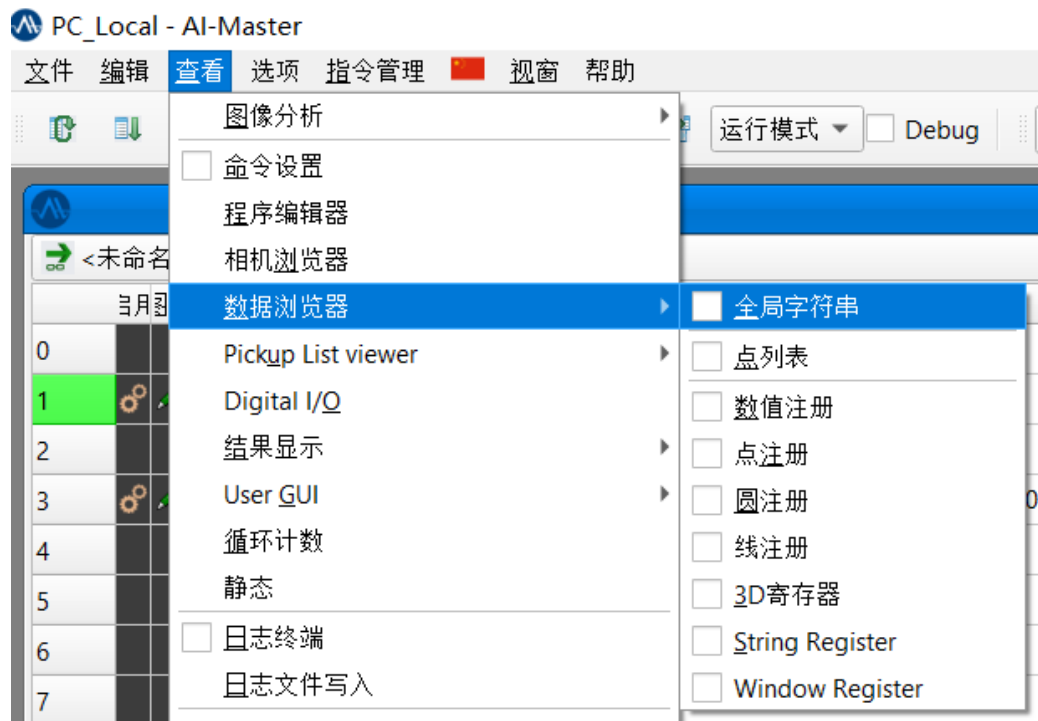 PC_Local - AI-Master
文件 编辑 查看 选项 指令管理 视窗 帮助
运行模式 Debug
图像分析
命令设置
程序编辑器
相机浏览器
数据浏览器
Pickup List viewer
Digital I/O
结果显示
User GUI
循环计数
静态
日志终端
日志文件写入
全局字符串
点列表
数值注册
点注册
圆注册
线注册
3D寄存器
String Register
Window Register
<未命名
0
1
2
3
4
5
6
7